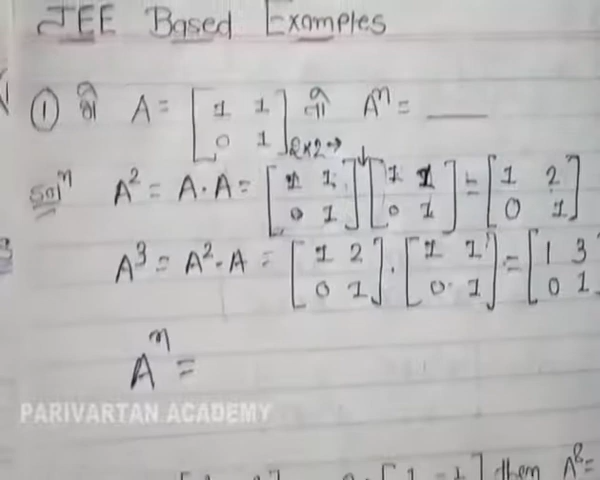 JEE Based Examples
① જો A = [1 1 0 1]2×2 તો Aⁿ = ____
Solⁿ A² = A·A = [1 1 0 1] [1 1 0 1] = [1 2 0 1]
A³ = A²·A = [1 2 0 1] · [1 1 0 1] = [1 3 0 1]
Aⁿ =
PARIVARTAN ACADEMY
then A⁸ =